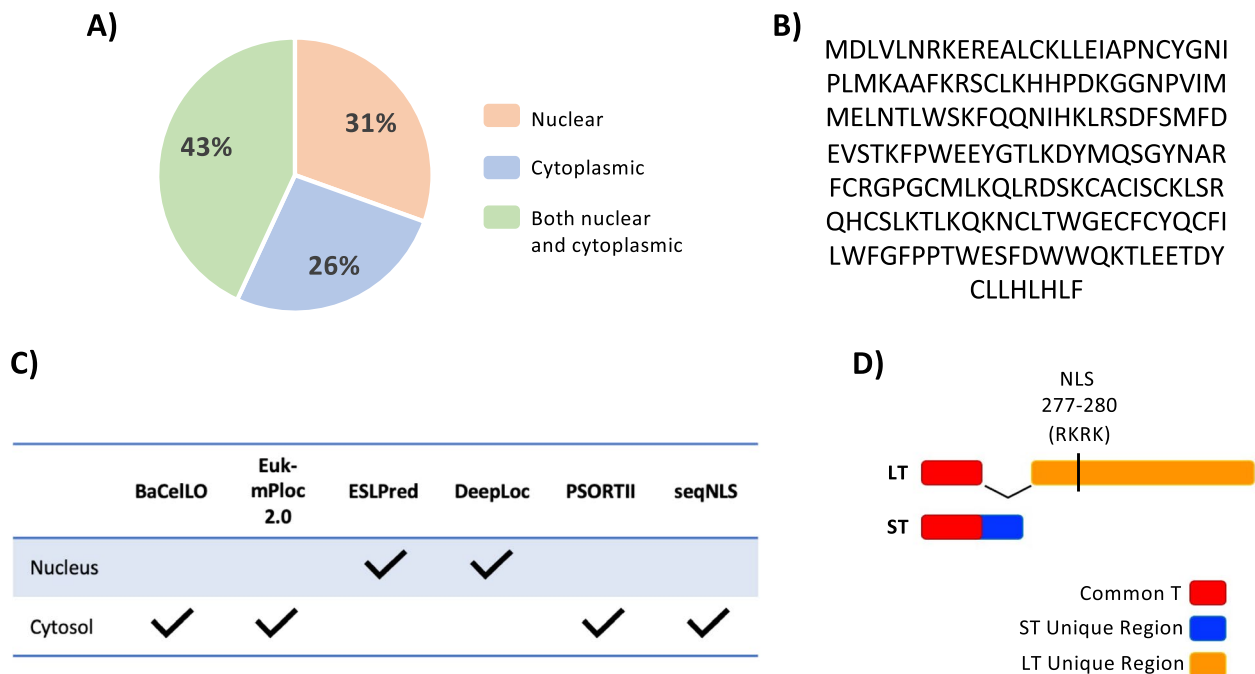 A)
31%
43%
26%
Nuclear
Cytoplasmic
Both nuclear
and cytoplasmic
B)
MDLVLNRKEREALCKLLEIAPNCYGNI
PLMKAAFKRSCLKHHPDKGGNPVIM
MELNTLWSKFQQNIHKLRSDFSMFD
EVSTKFPWEEYGTLKDYMQSGYNAR
FCRGPGCMLKQLRDSKCACISCKLSR
QHCSLKTLKQKNCLTWGECFCYQCFI
LWFGFPPTWESFDWWQKTLEETDY
CLLHLHLF
C)
BaCelLO
Euk-
mPloc
2.0
ESLPred
DeepLoc
PSORTII
seqNLS
Nucleus
Cytosol
D)
NLS
277-280
(RKRK)
LT
ST
Common T
ST Unique Region
LT Unique Region